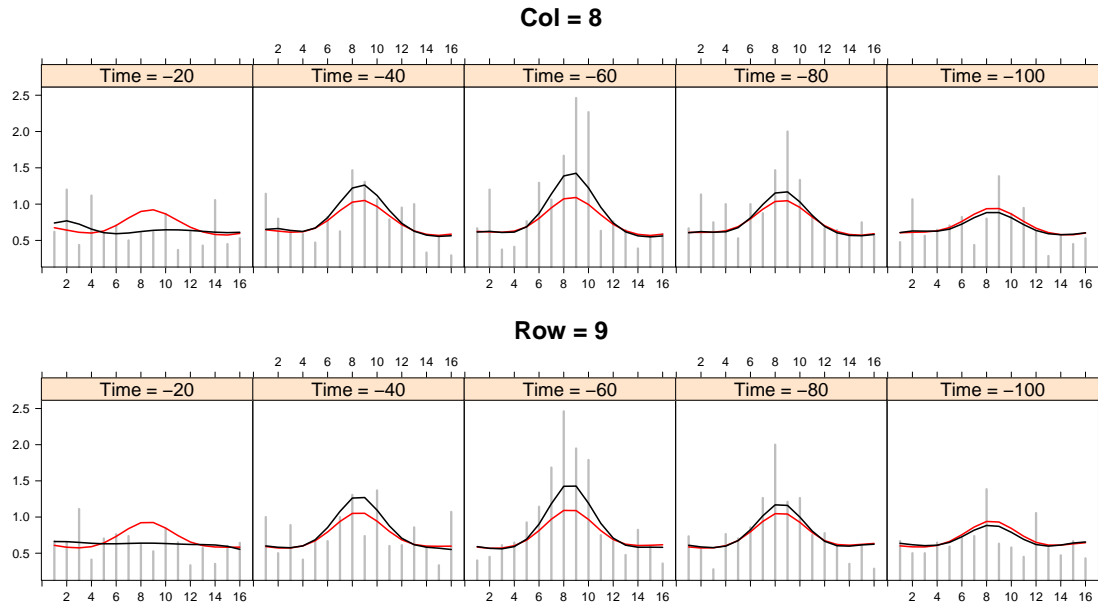 Col = 8
2 4 6 8 10 12 14 16 2 4 6 8 10 12 14 16
Time = −20 Time = −40 Time = −60 Time = −80 Time = −100
2.5
2.0
1.5
1.0
0.5
2 4 6 8 10 12 14 16 2 4 6 8 10 12 14 16 2 4 6 8 10 12 14 16
Row = 9
2 4 6 8 10 12 14 16 2 4 6 8 10 12 14 16
Time = −20 Time = −40 Time = −60 Time = −80 Time = −100
2.5
2.0
1.5
1.0
0.5
2 4 6 8 10 12 14 16 2 4 6 8 10 12 14 16 2 4 6 8 10 12 14 16